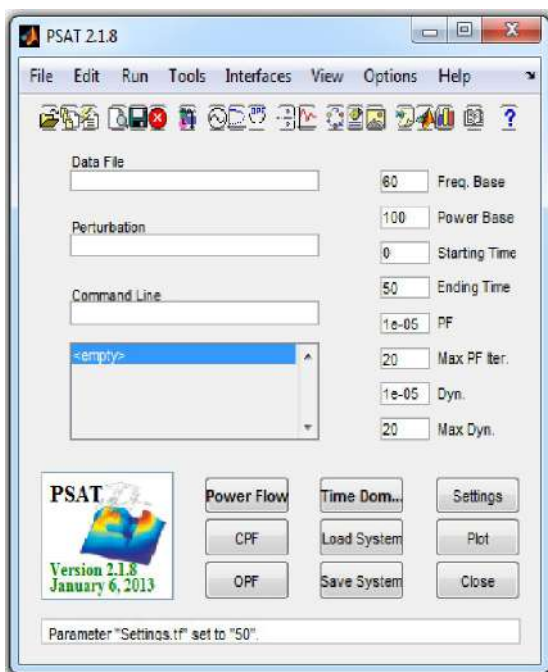 PSAT 2.1.8
File Edit Run Tools Interfaces View Options Help
OPF ?
Data File
60 Freq. Base
100 Power Base
Perturbation
0 Starting Time
50 Ending Time
Command Line
1e-05 PF
<empty>
20 Max PF Iter.
1e-05 Dyn.
20 Max Dyn.
PSAT
Version 2.1.8
January 6, 2013
Power Flow Time Dom... Settings
CPF Load System Plot
OPF Save System Close
Parameter "Settings.tf" set to "50".